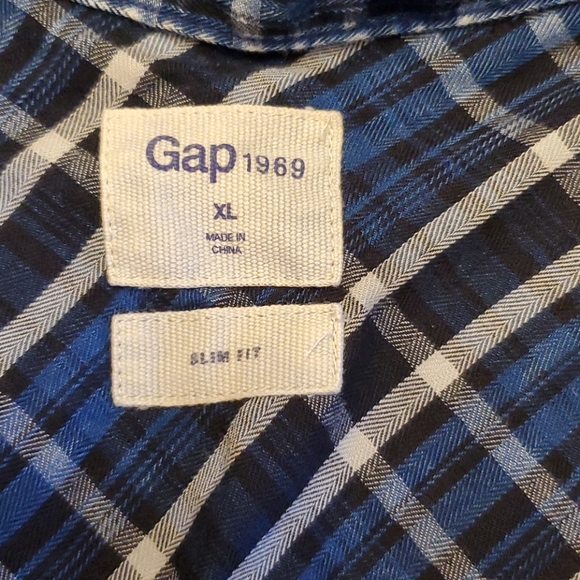 Gap 1969
XL
MADE IN
CHINA
SLIM FIT